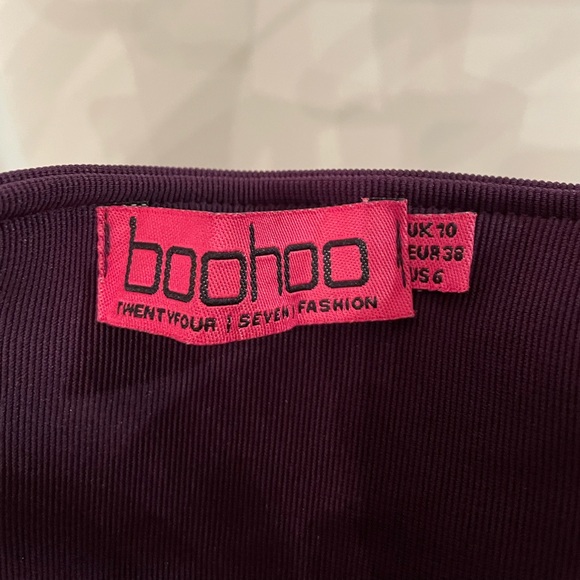 boohoo
TWENTYFOUR | SEVEN | FASHION
UK 10
EUR 38
US 6